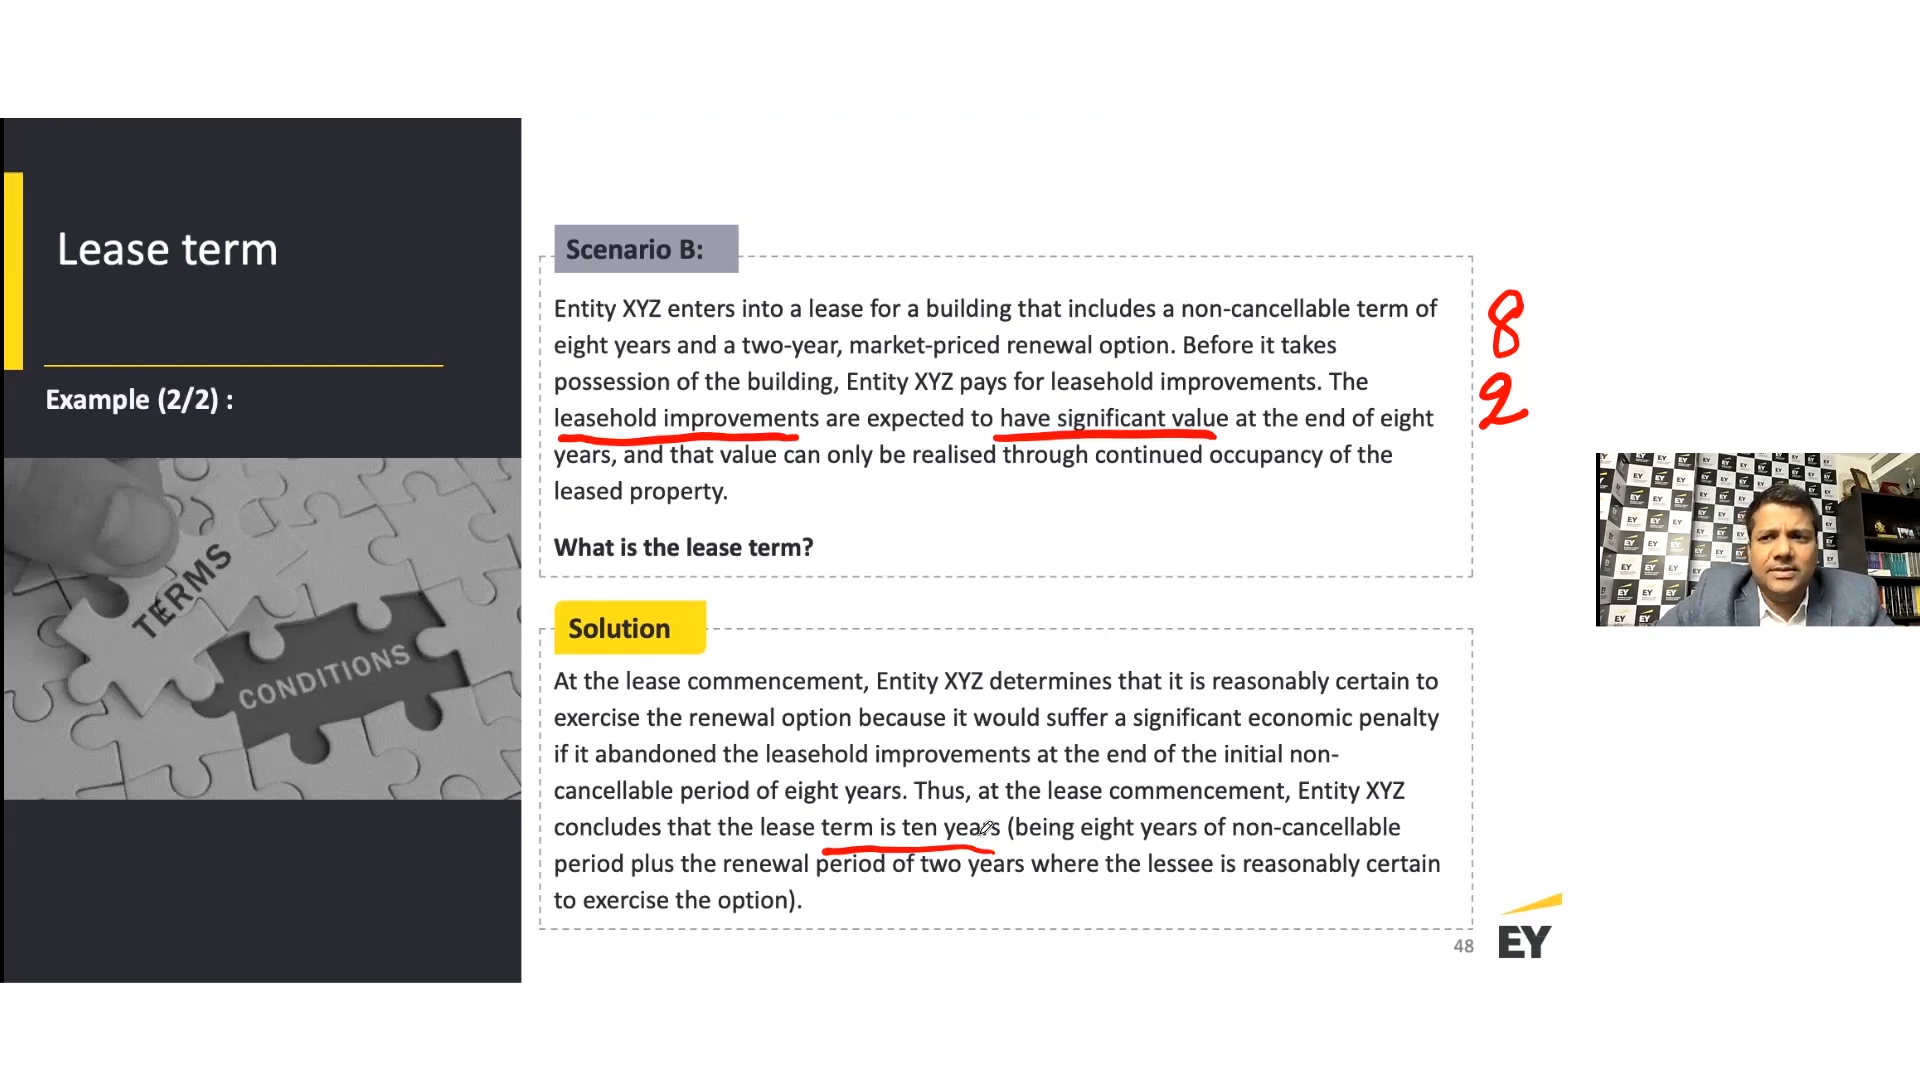 Lease term
Example (2/2) :
TERMS
CONDITIONS
Scenario B:
Entity XYZ enters into a lease for a building that includes a non-cancellable term of
eight years and a two-year, market-priced renewal option. Before it takes
possession of the building, Entity XYZ pays for leasehold improvements. The
leasehold improvements are expected to have significant value at the end of eight
years, and that value can only be realised through continued occupancy of the
leased property.
What is the lease term?
8
2
Solution
At the lease commencement, Entity XYZ determines that it is reasonably certain to
exercise the renewal option because it would suffer a significant economic penalty
if it abandoned the leasehold improvements at the end of the initial non-
cancellable period of eight years. Thus, at the lease commencement, Entity XYZ
concludes that the lease term is ten years (being eight years of non-cancellable
period plus the renewal period of two years where the lessee is reasonably certain
to exercise the option).
48
EY